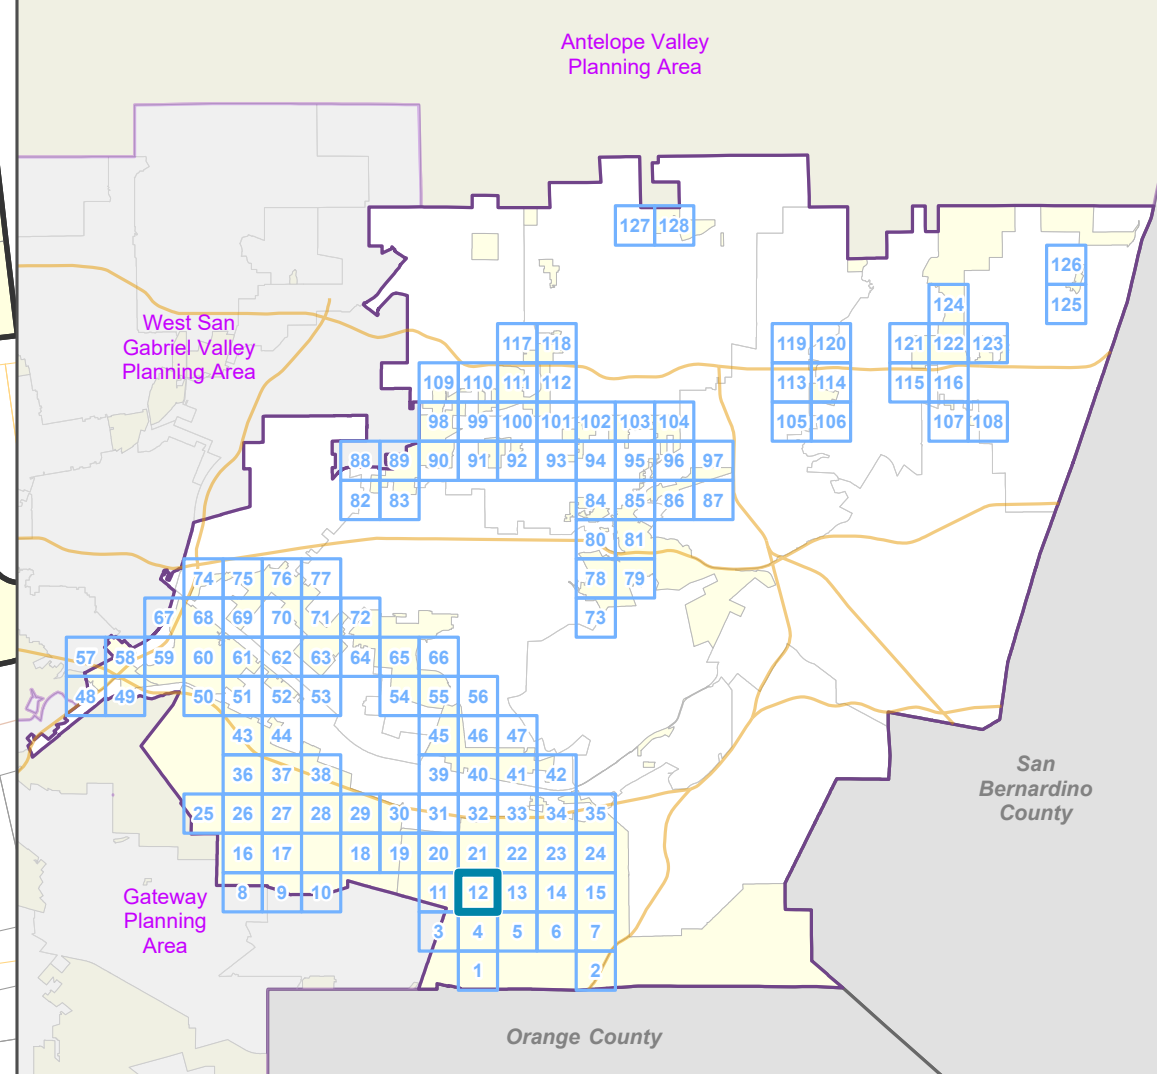 Antelope Valley
Planning Area
127 128
126
124
125
West San
Gabriel Valley
Planning Area
117 118
119 120
121 122 123
109 110 111 112
113 114
115 116
98 99 100 101 102 103 104
105 106
107 108
88 89 90 91 92 93 94 95 96 97
82 83
84 85 86 87
80 81
74 75 76 77
78 79
67 68 69 70 71 72
73
57 58 59 60 61 62 63 64 65 66
48 49 50 51 52 53 54 55 56
43 44 45 46 47
36 37 38 39 40 41 42
San
Bernardino
County
25 26 27 28 29 30 31 32 33 34 35
16 17 18 19 20 21 22 23 24
8 9 10 11 12 13 14 15
Gateway
Planning
Area
3 4 5 6 7
1 2
Orange County